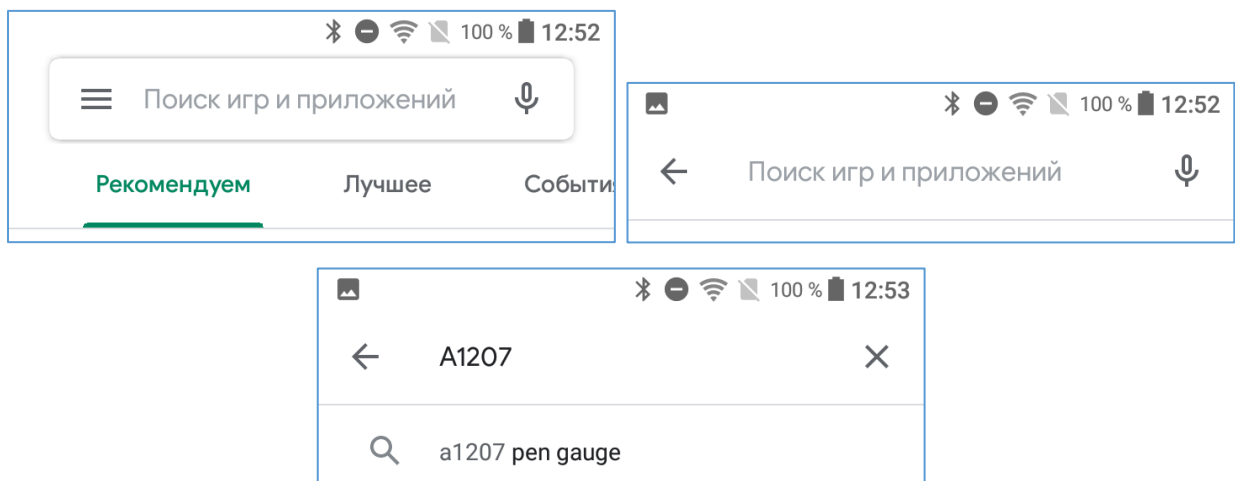 100 % 12:52
Поиск игр и приложений
Рекомендуем Лучшее События
100 % 12:52
Поиск игр и приложений
100 % 12:53
A1207
a1207 pen gauge